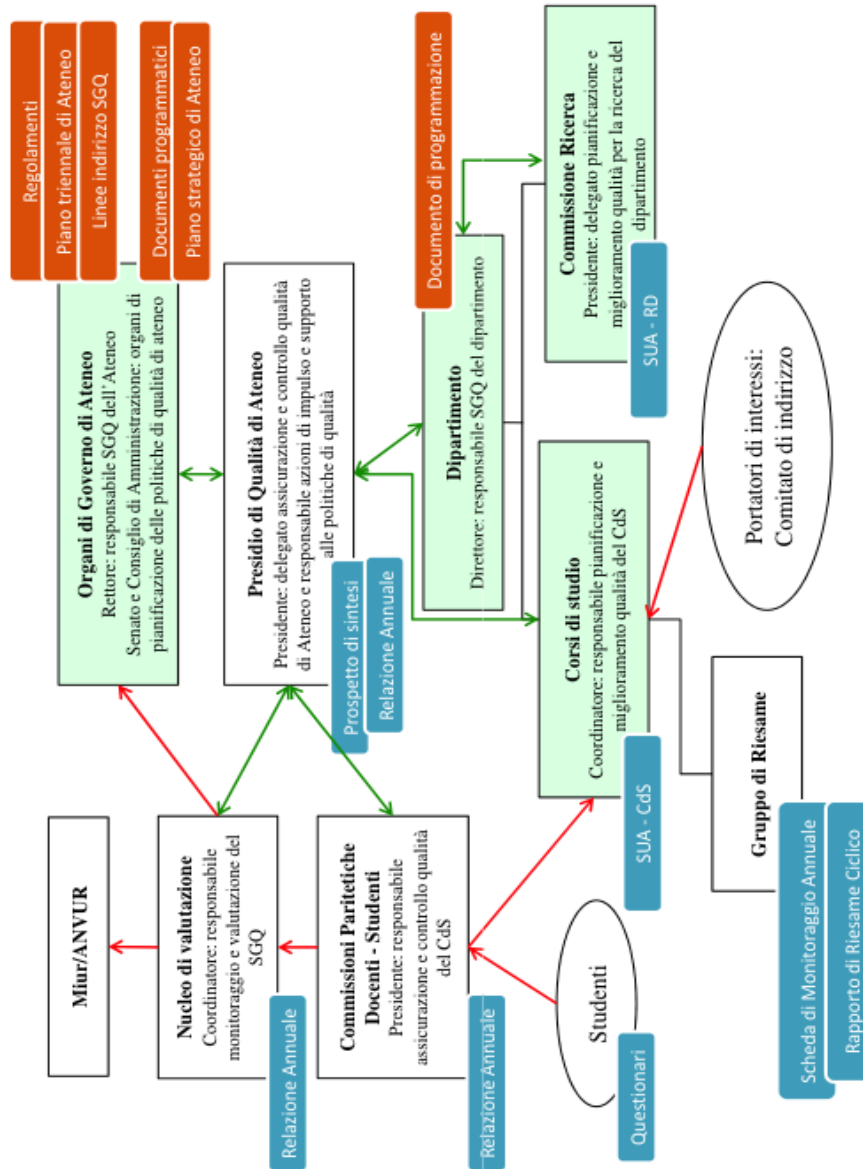 Miur/ANVUR
Nucleo di valutazione
Coordinatore: responsabile
monitoraggio e valutazione del
SGQ
Relazione Annuale
Commissioni Paritetiche
Docenti - Studenti
Presidente: responsabile
assicurazione e controllo qualità
del CdS
Relazione Annuale
Studenti
Questionari
Organi di Governo di Ateneo
Rettore: responsabile SGQ dell'Ateneo
Senato e Consiglio di Amministrazione: organi di
pianificazione delle politiche di qualità di ateneo
Regolamenti
Piano triennale di Ateneo
Linee indirizzo SGQ
Documenti programmatici
Piano strategico di Ateneo
Presidio di Qualità di Ateneo
Presidente: delegato assicurazione e controllo qualità
di Ateneo e responsabile azioni di impulso e supporto
alle politiche di qualità
Prospetto di sintesi
Relazione Annuale
Dipartimento
Direttore: responsabile SGQ del dipartimento
Documento di programmazione
Corsi di studio
Coordinatore: responsabile pianificazione e
miglioramento qualità del CdS
SUA - CdS
Commissione Ricerca
Presidente: delegato pianificazione e
miglioramento qualità per la ricerca del
dipartimento
SUA - RD
Gruppo di Riesame
Scheda di Monitoraggio Annuale
Rapporto di Riesame Ciclico
Portatori di interessi:
Comitato di indirizzo